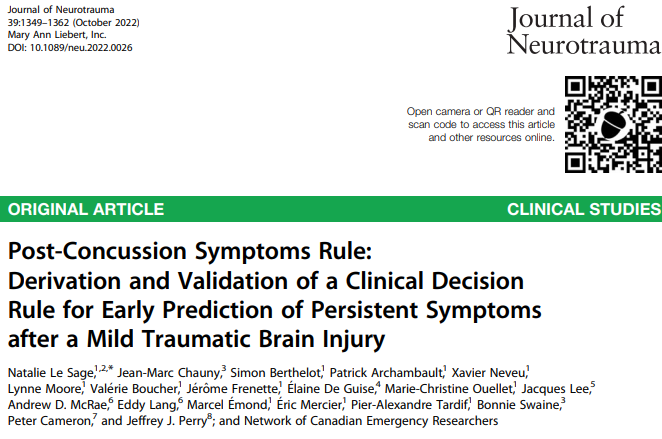 Journal of Neurotrauma
39:1349–1362 (October 2022)
Mary Ann Liebert, Inc.
DOI: 10.1089/neu.2022.0026
Journal of
Neurotrauma
Open camera or QR reader and
scan code to access this article
and other resources online.
ORIGINAL ARTICLE CLINICAL STUDIES
Post-Concussion Symptoms Rule:
Derivation and Validation of a Clinical Decision
Rule for Early Prediction of Persistent Symptoms
after a Mild Traumatic Brain Injury
Natalie Le Sage,1,2,* Jean-Marc Chauny,3 Simon Berthelot,1 Patrick Archambault,1 Xavier Neveu,1
Lynne Moore,1 Valérie Boucher,1 Jérôme Frenette,1 Élaine De Guise,4 Marie-Christine Ouellet,1 Jacques Lee,5
Andrew D. McRae,6 Eddy Lang,6 Marcel Émond,1 Éric Mercier,1 Pier-Alexandre Tardif,1 Bonnie Swaine,3
Peter Cameron,7 and Jeffrey J. Perry8; and Network of Canadian Emergency Researchers